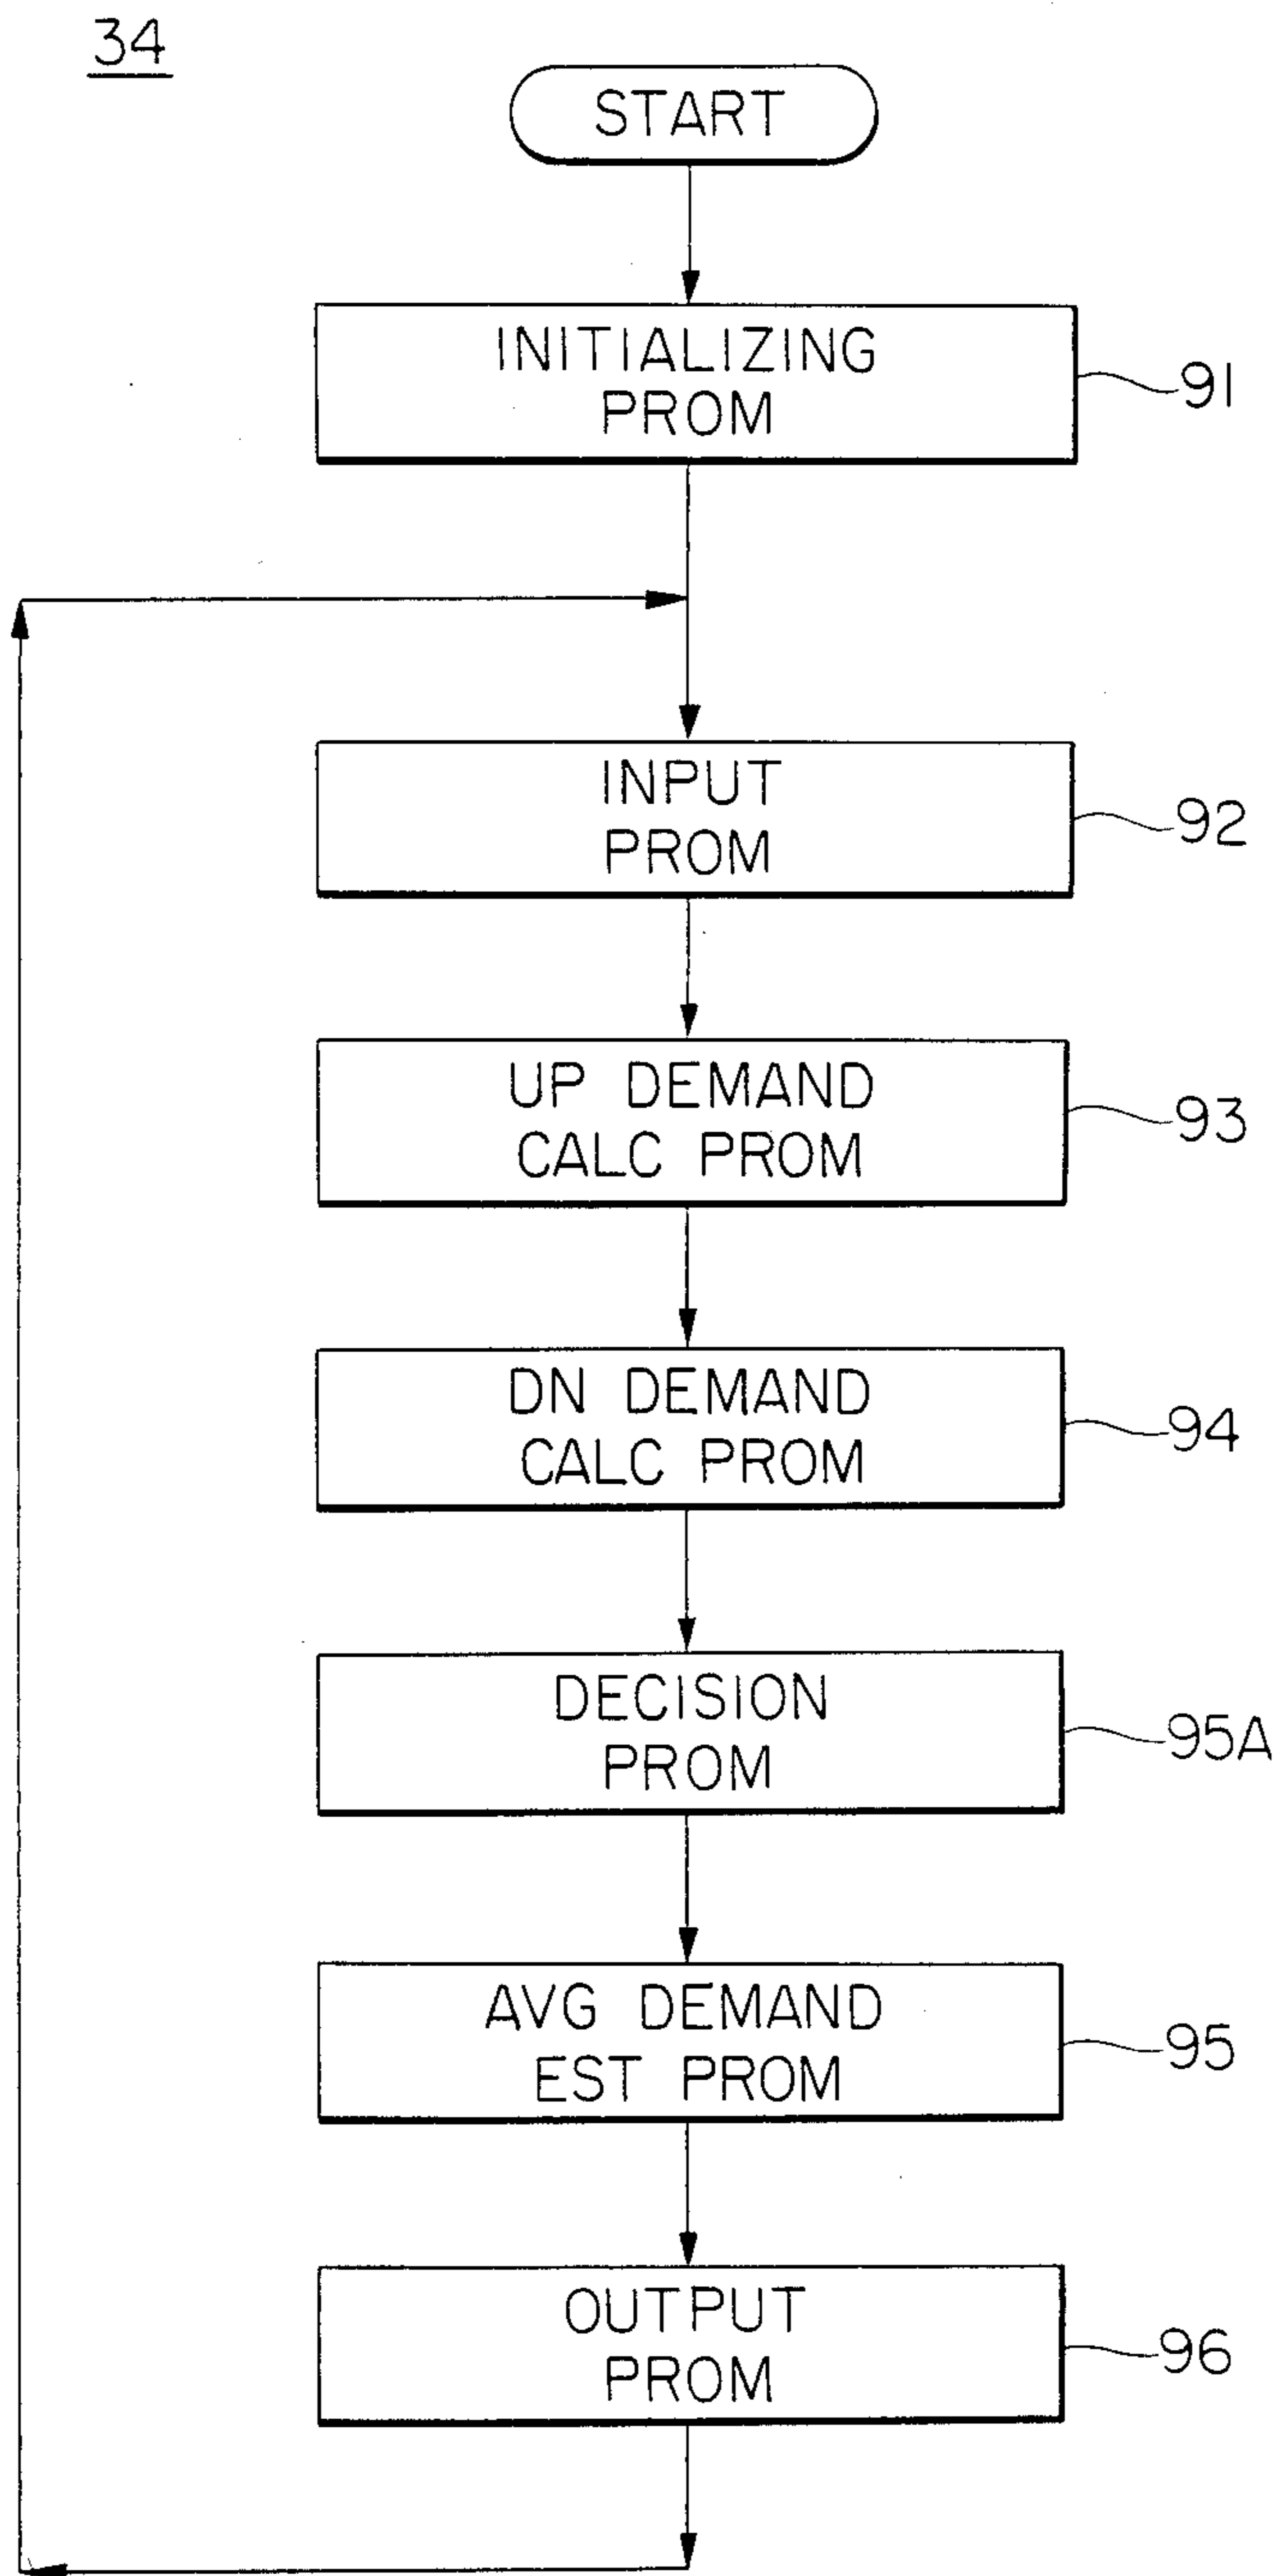 34
START
INITIALIZING
PROM
91
INPUT
PROM
92
UP DEMAND
CALC PROM
93
DN DEMAND
CALC PROM
94
DECISION
PROM
95A
AVG DEMAND
EST PROM
95
OUTPUT
PROM
96